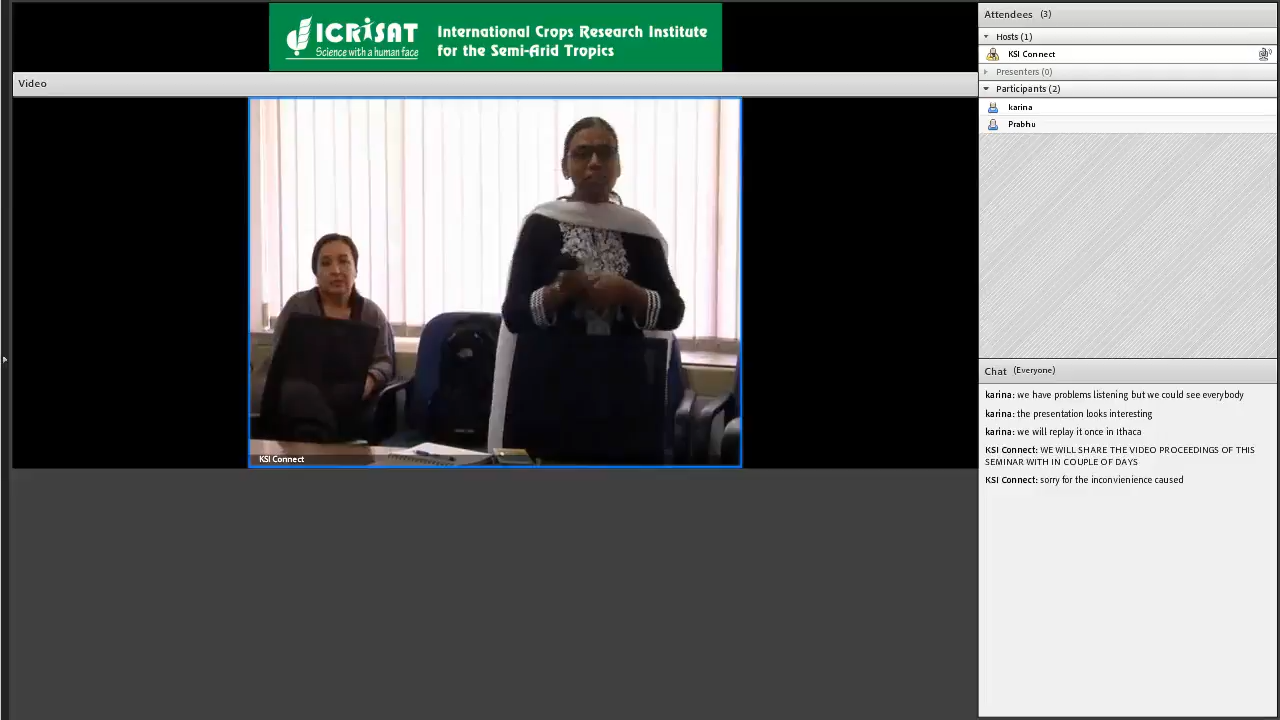 ICRISAT
Science with a human face
International Crops Research Institute
for the Semi-Arid Tropics
Video
KSI Connect
Attendees (3)
Hosts (1)
KSI Connect
Presenters (0)
Participants (2)
karina
Prabhu
Chat (Everyone)
karina: we have problems listening but we could see everybody
karina: the presentation looks interesting
karina: we will replay it once in Ithaca
KSI Connect: WE WILL SHARE THE VIDEO PROCEEDINGS OF THIS
SEMINAR WITH IN COUPLE OF DAYS
KSI Connect: sorry for the inconvienience caused